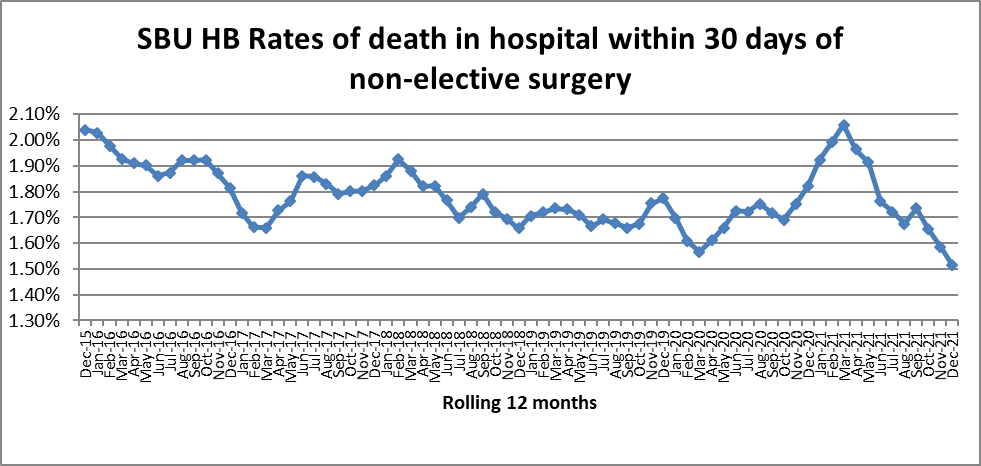 SBU HB Rates of death in hospital within 30 days of
non-elective surgery
2.10%
2.00%
1.90%
1.80%
1.70%
1.60%
1.50%
1.40%
1.30%
Dec-15
Jan-16
Feb-16
Mar-16
Apr-16
May-16
Jun-16
Jul-16
Aug-16
Sep-16
Oct-16
Nov-16
Dec-16
Jan-17
Feb-17
Mar-17
Apr-17
May-17
Jun-17
Jul-17
Aug-17
Sep-17
Oct-17
Nov-17
Dec-17
Jan-18
Feb-18
Mar-18
Apr-18
May-18
Jun-18
Jul-18
Aug-18
Sep-18
Oct-18
Nov-18
Dec-18
Jan-19
Feb-19
Mar-19
Apr-19
May-19
Jun-19
Jul-19
Aug-19
Sep-19
Oct-19
Nov-19
Dec-19
Jan-20
Feb-20
Mar-20
Apr-20
May-20
Jun-20
Jul-20
Aug-20
Sep-20
Oct-20
Nov-20
Dec-20
Jan-21
Feb-21
Mar-21
Apr-21
May-21
Jun-21
Jul-21
Aug-21
Sep-21
Oct-21
Nov-21
Dec-21
Rolling 12 months